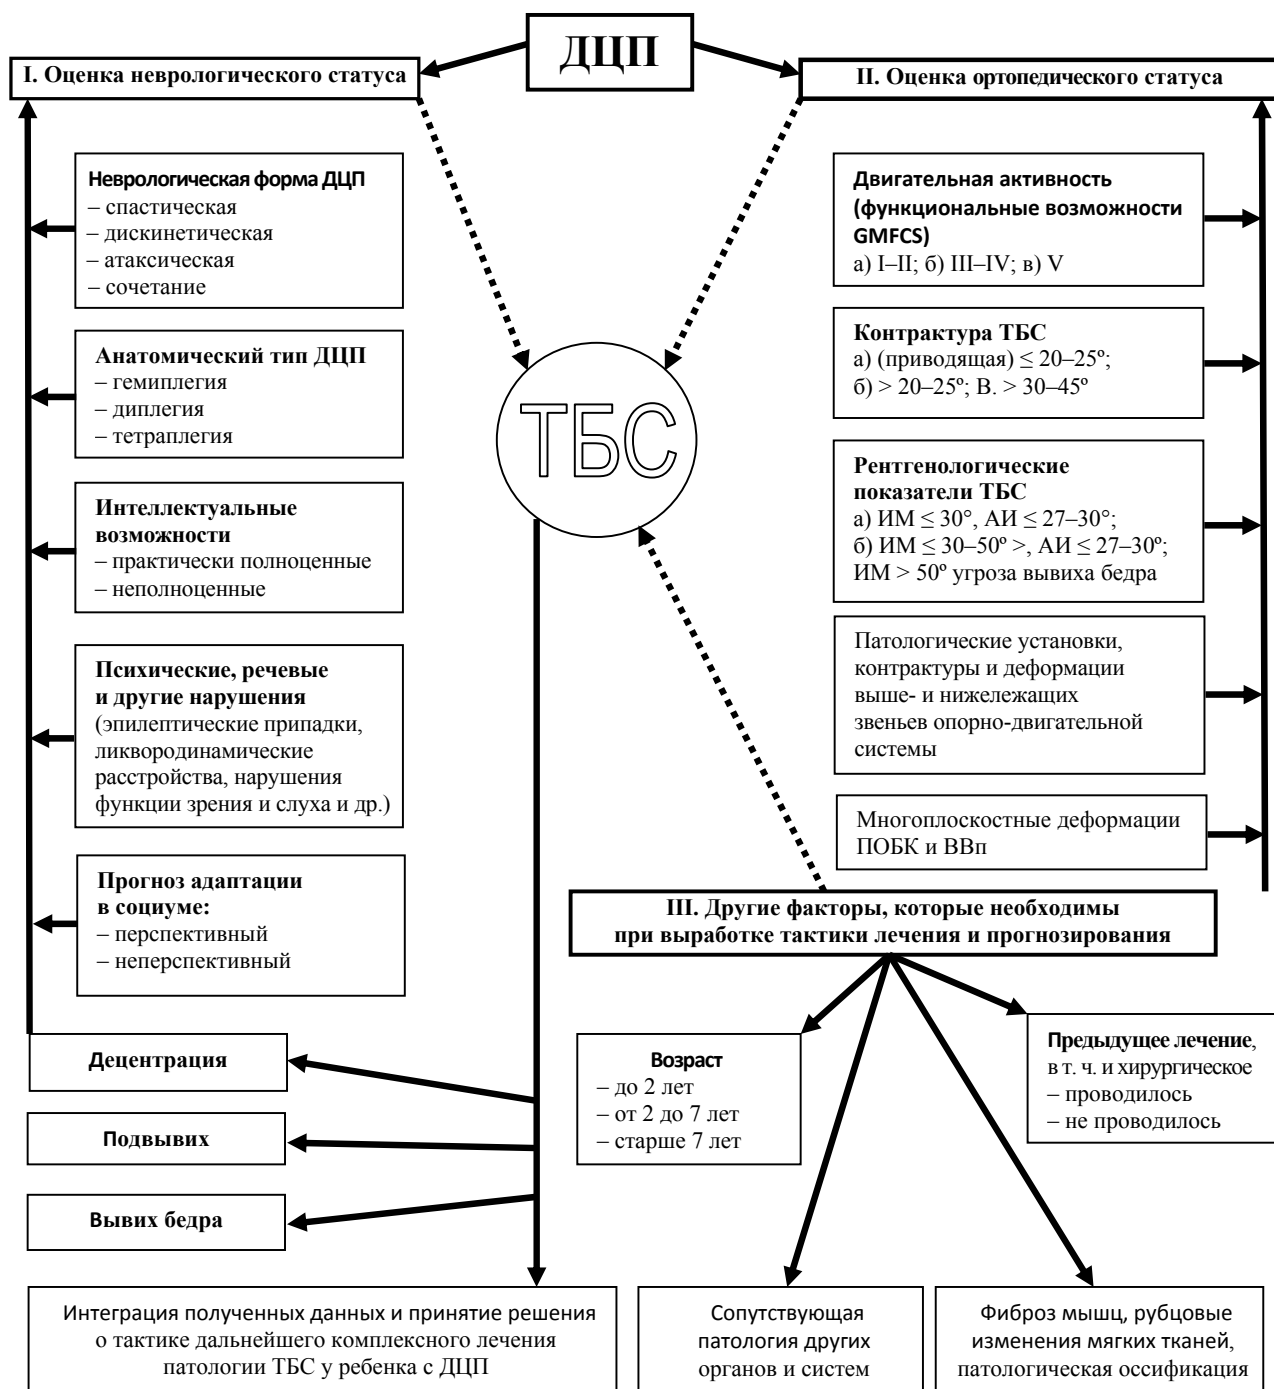 ДЦП
I. Оценка неврологического статуса
II. Оценка ортопедического статуса
Неврологическая форма ДЦП
– спастическая
– дискинетическая
– атаксическая
– сочетание
Анатомический тип ДЦП
– гемиплегия
– диплегия
– тетраплегия
Интеллектуальные
возможности
– практически полноценные
– неполноценные
Психические, речевые
и другие нарушения
(эпилептические припадки,
ликвородинамические
расстройства, нарушения
функции зрения и слуха и др.)
Прогноз адаптации
в социуме:
– перспективный
– неперспективный
ТБС
Двигательная активность
(функциональные возможности
GMFCS)
а) I–II; б) III–IV; в) V
Контрактура ТБС
а) (приводящая) ≤ 20–25º;
б) > 20–25º; В. > 30–45º
Рентгенологические
показатели ТБС
а) ИМ ≤ 30°, АИ ≤ 27–30°;
б) ИМ ≤ 30–50º >, АИ ≤ 27–30º;
ИМ > 50º угроза вывиха бедра
Патологические установки,
контрактуры и деформации
выше- и нижележащих
звеньев опорно-двигательной
системы
Многоплоскостные деформации
ПОБК и ВВп
III. Другие факторы, которые необходимы
при выработке тактики лечения и прогнозирования
Децентрация
Подвывих
Вывих бедра
Возраст
– до 2 лет
– от 2 до 7 лет
– старше 7 лет
Предыдущее лечение,
в т. ч. и хирургическое
– проводилось
– не проводилось
Интеграция полученных данных и принятие решения
о тактике дальнейшего комплексного лечения
патологии ТБС у ребенка с ДЦП
Сопутствующая
патология других
органов и систем
Фиброз мышц, рубцовые
изменения мягких тканей,
патологическая оссификация